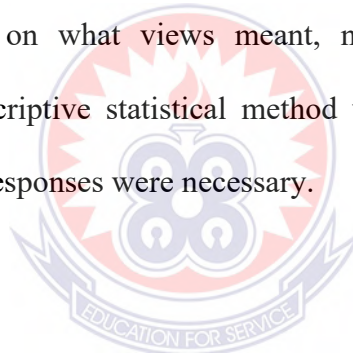 on what views meant, n
criptive statistical method
esponses were necessary.
EDUCATION FOR SERVICE